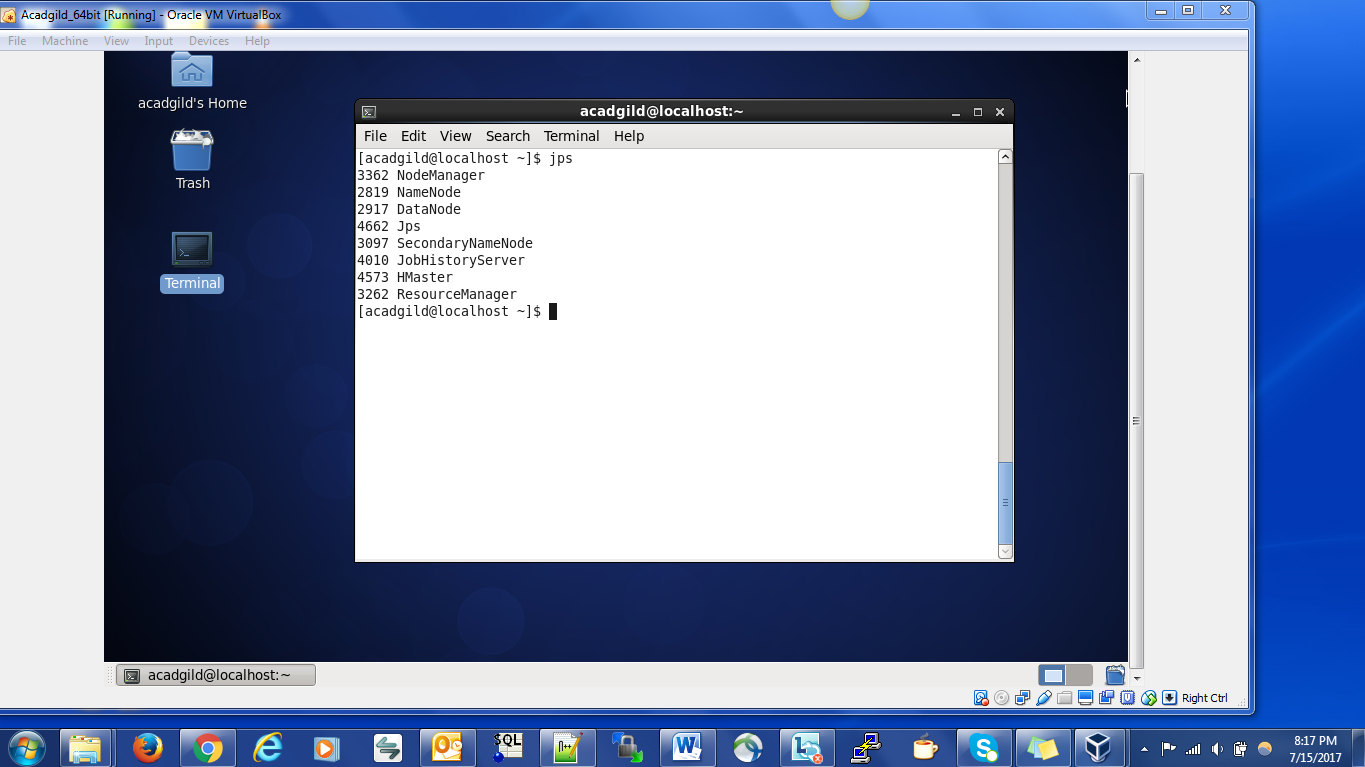 Acadgild_64bit [Running] - Oracle VM VirtualBox
File Machine View Input Devices Help
acadgild's Home
Trash
Terminal
acadgild@localhost:~
File Edit View Search Terminal Help
[acadgild@localhost ~]$ jps
3362 NodeManager
2819 NameNode
2917 DataNode
4662 Jps
3097 SecondaryNameNode
4010 JobHistoryServer
4573 HMaster
3262 ResourceManager
[acadgild@localhost ~]$
acadgild@localhost:~
Right Ctrl
SQL
8:17 PM
7/15/2017